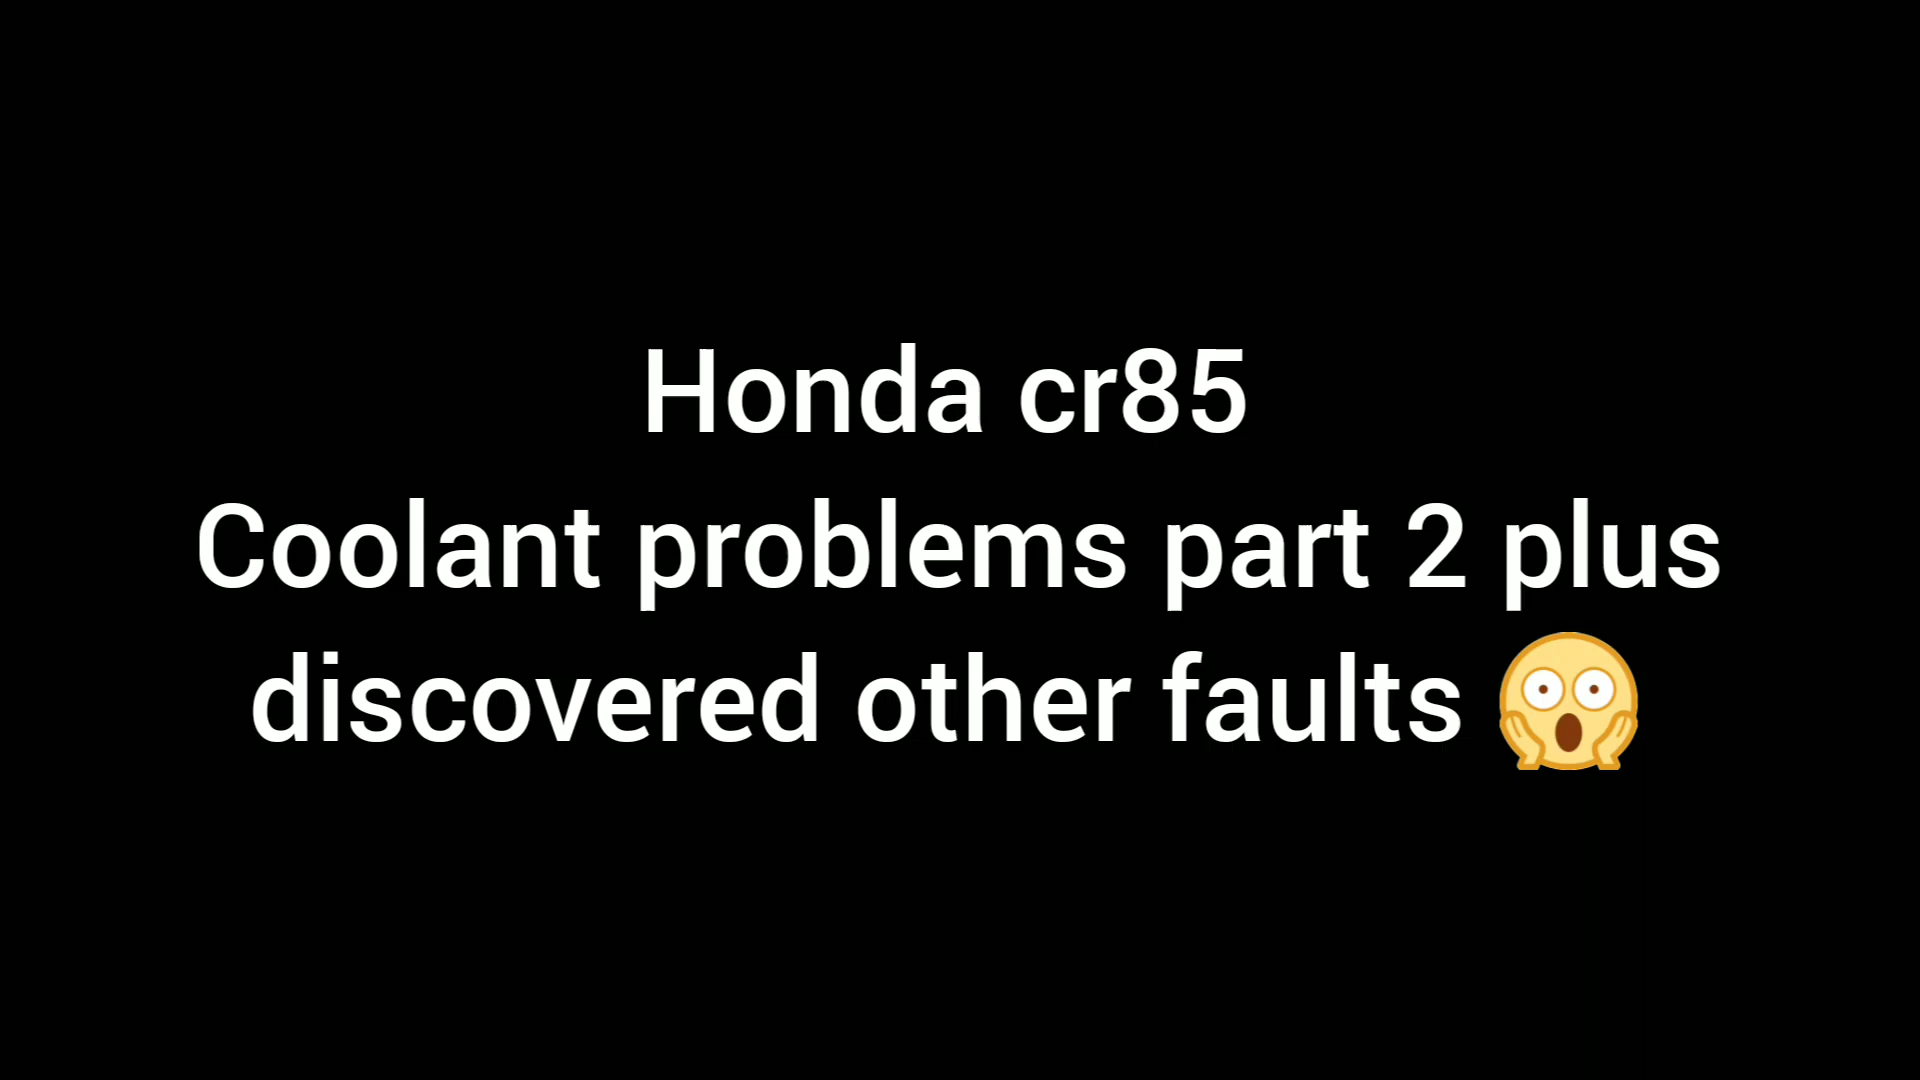 Honda cr85
Coolant problems part 2 plus
discovered other faults 😱